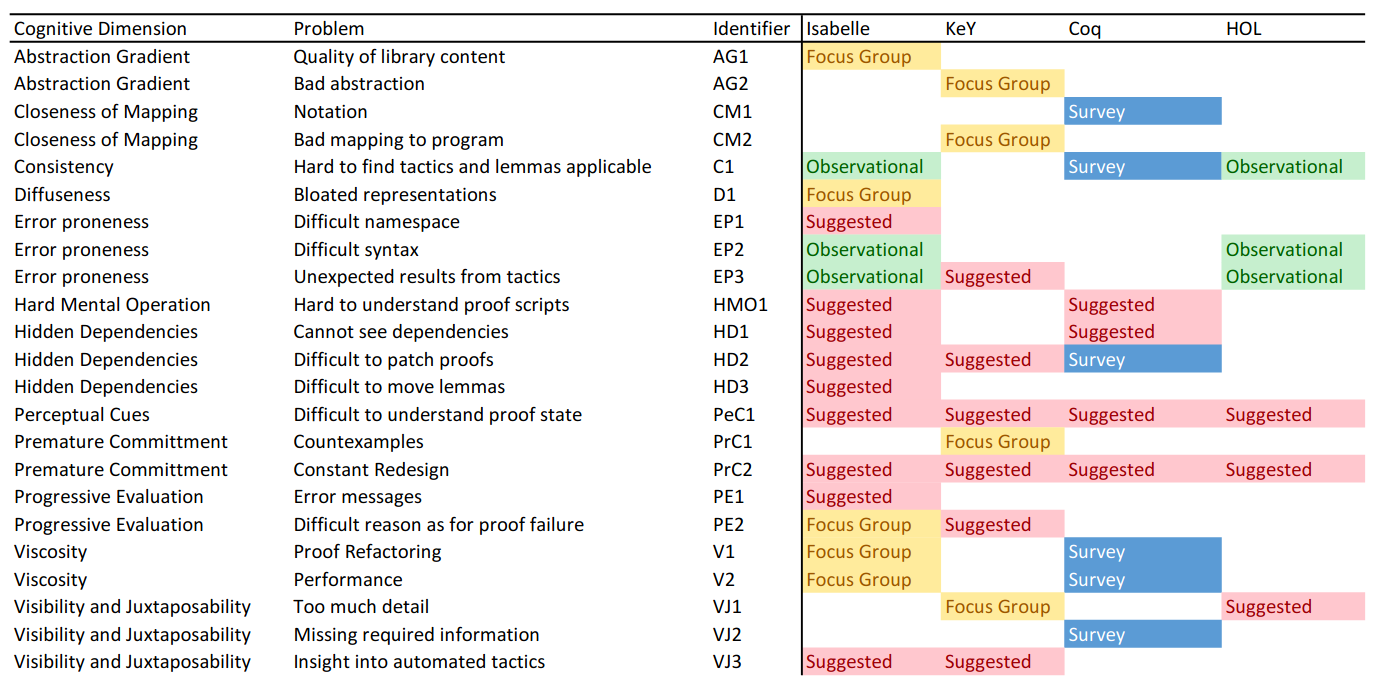 Cognitive Dimension Problem Identifier Isabelle KeY Coq HOL
Abstraction Gradient Quality of library content AG1 Focus Group
Abstraction Gradient Bad abstraction AG2 Focus Group
Closeness of Mapping Notation CM1 Survey
Closeness of Mapping Bad mapping to program CM2 Focus Group
Consistency Hard to find tactics and lemmas applicable C1 Observational Survey Observational
Diffuseness Bloated representations D1 Focus Group
Error proneness Difficult namespace EP1 Suggested
Error proneness Difficult syntax EP2 Observational Observational
Error proneness Unexpected results from tactics EP3 Observational Suggested Observational
Hard Mental Operation Hard to understand proof scripts HMO1 Suggested Suggested
Hidden Dependencies Cannot see dependencies HD1 Suggested Suggested
Hidden Dependencies Difficult to patch proofs HD2 Suggested Suggested Survey
Hidden Dependencies Difficult to move lemmas HD3 Suggested
Perceptual Cues Difficult to understand proof state PeC1 Suggested Suggested Suggested Suggested
Premature Committment Countexamples PrC1 Focus Group
Premature Committment Constant Redesign PrC2 Suggested Suggested Suggested Suggested
Progressive Evaluation Error messages PE1 Suggested
Progressive Evaluation Difficult reason as for proof failure PE2 Focus Group Suggested
Viscosity Proof Refactoring V1 Focus Group Survey
Viscosity Performance V2 Focus Group Survey
Visibility and Juxtaposability Too much detail VJ1 Focus Group Suggested
Visibility and Juxtaposability Missing required information VJ2 Survey
Visibility and Juxtaposability Insight into automated tactics VJ3 Suggested Suggested